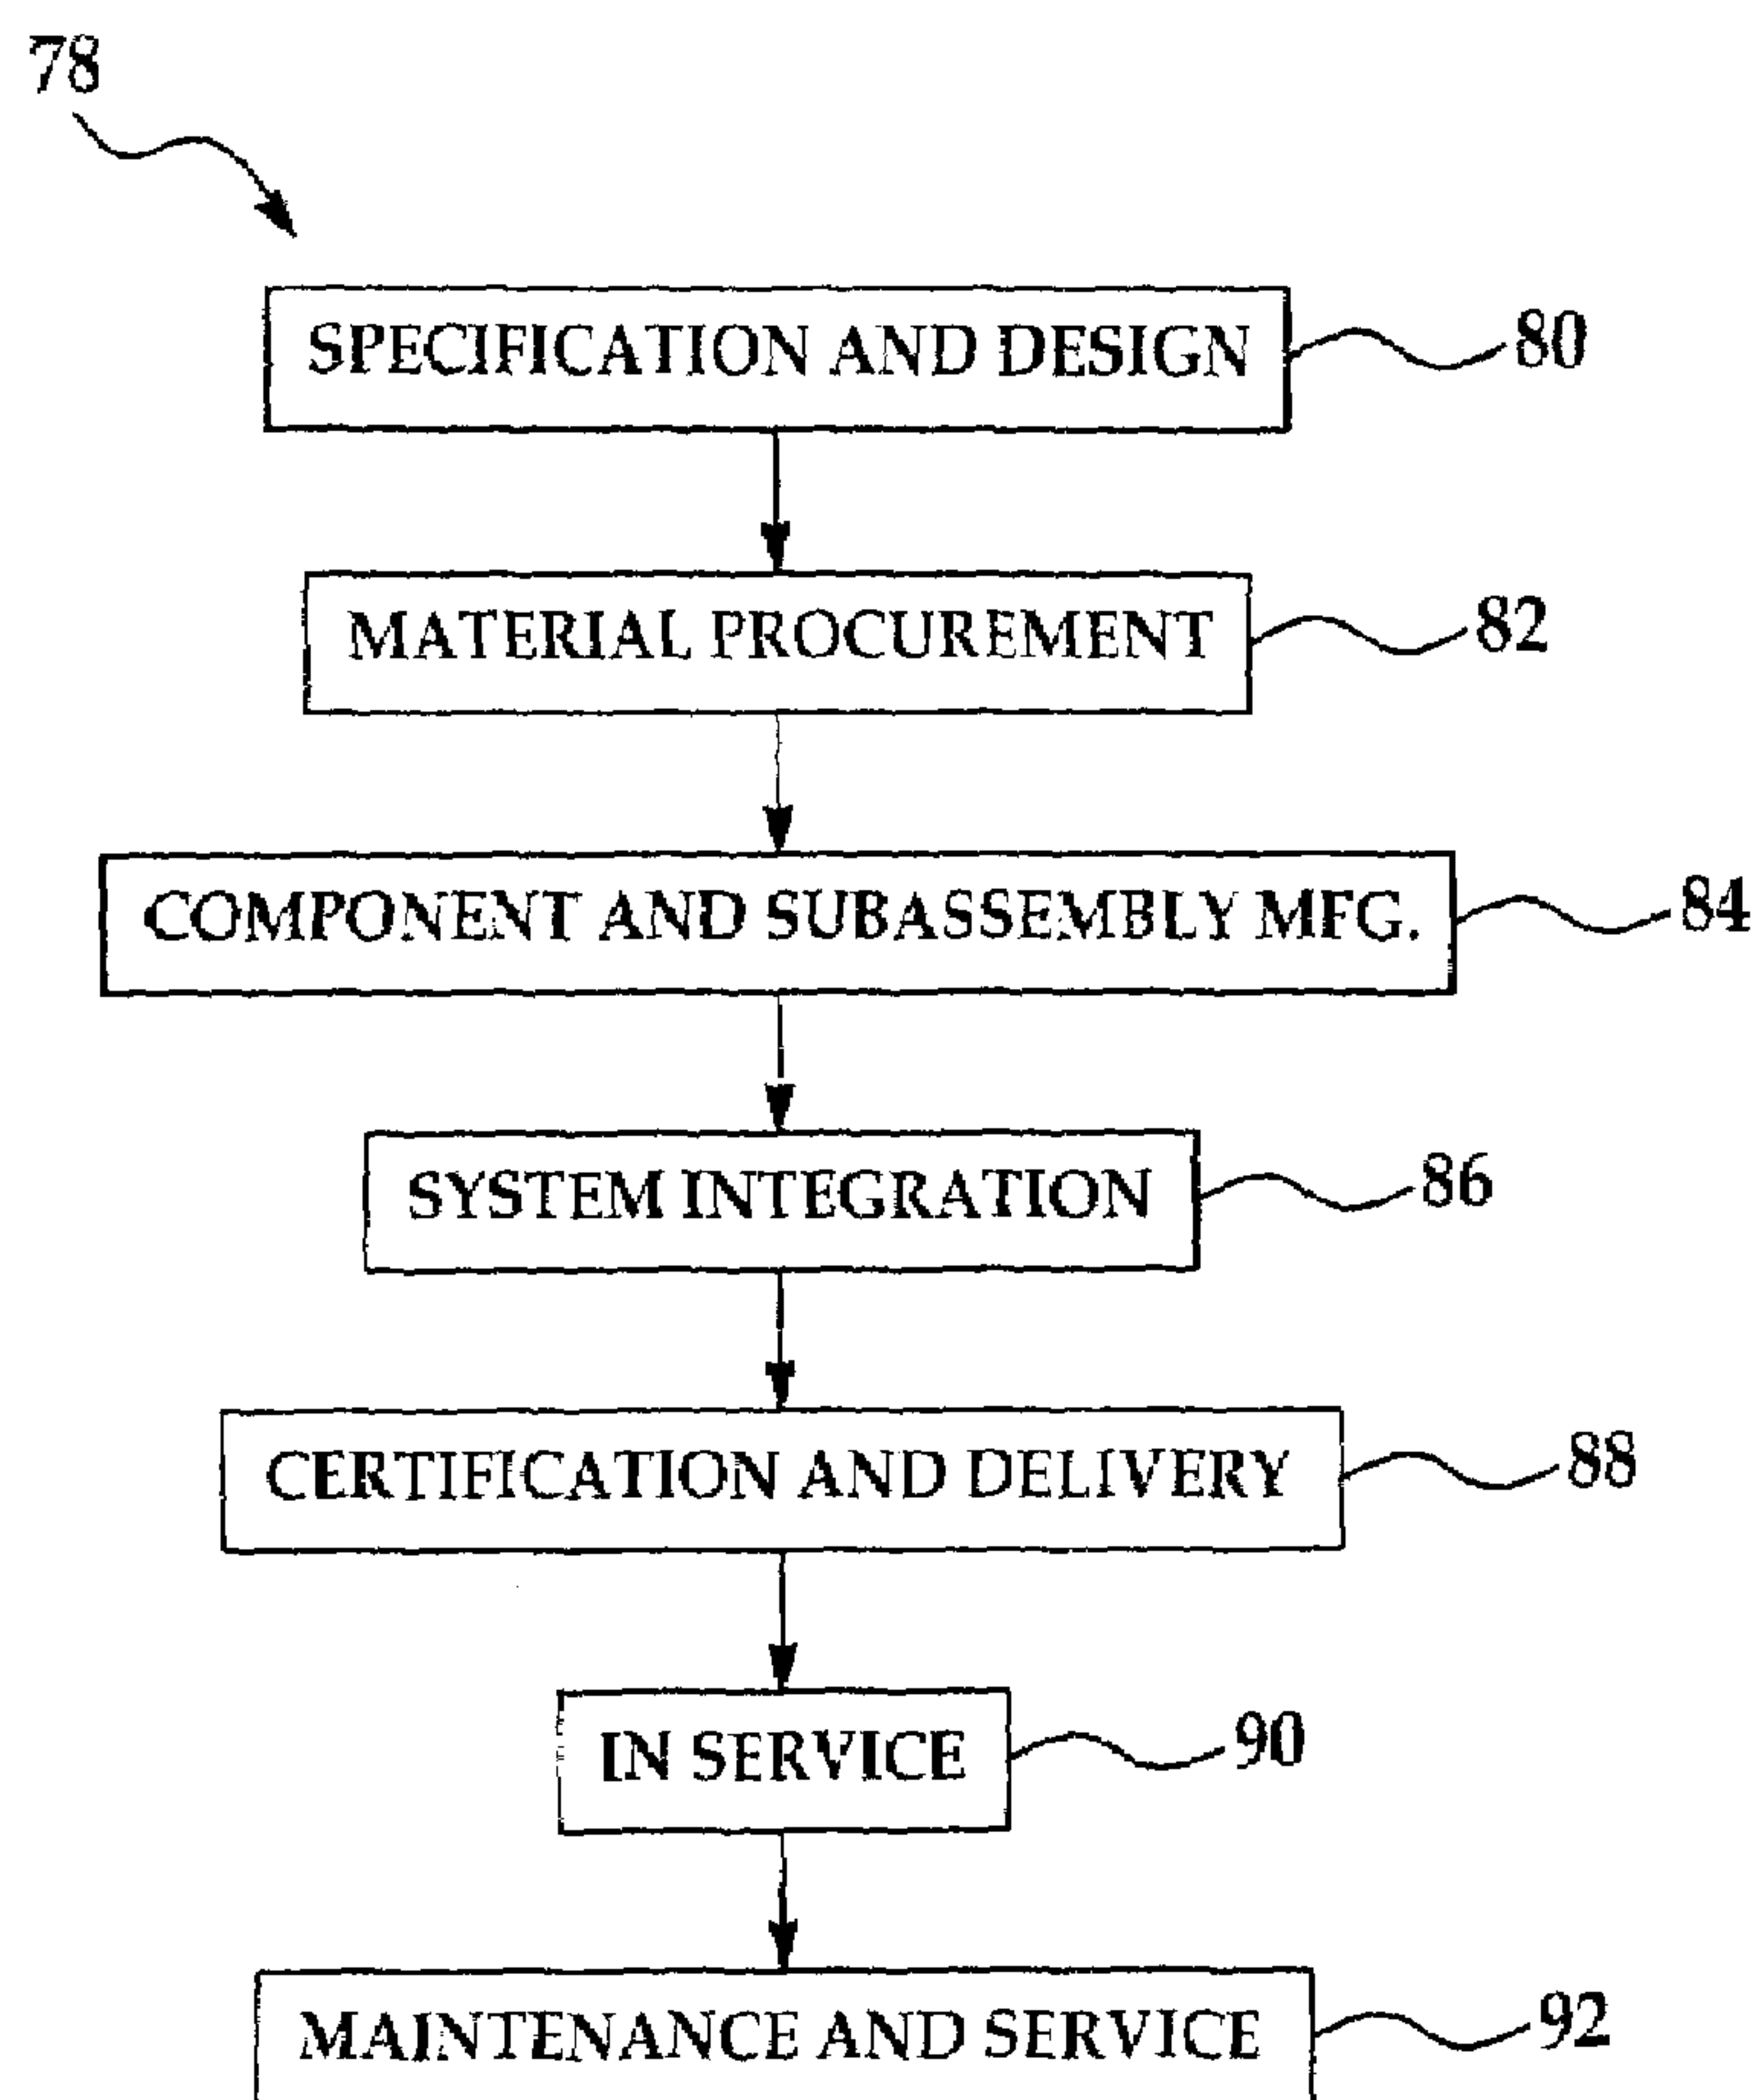 78
SPECIFICATION AND DESIGN 80
MATERIAL PROCUREMENT 82
COMPONENT AND SUBASSEMBLY MFG. 84
SYSTEM INTEGRATION 86
CERTIFICATION AND DELIVERY 88
IN SERVICE 90
MAINTENANCE AND SERVICE 92